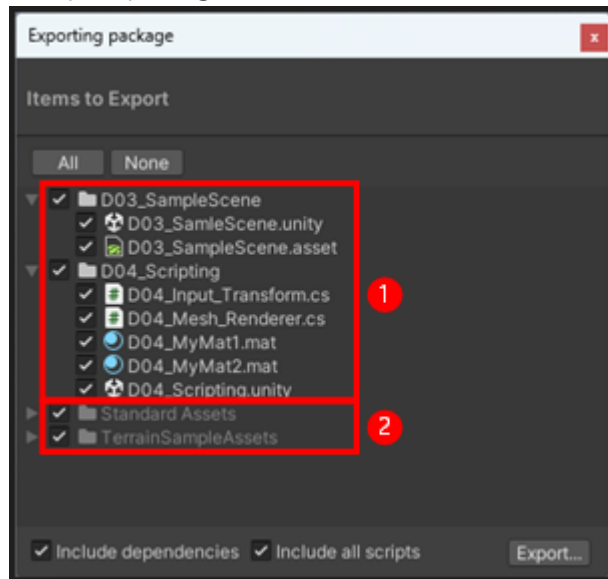 Exporting package
x
Items to Export
All None
D03_SampleScene
D03_SamleScene.unity
D03_SampleScene.asset
D04_Scripting
D04_Input_Transform.cs
1
D04_Mesh_Renderer.cs
D04_MyMat1.mat
D04_MyMat2.mat
D04_Scripting.unity
Standard Assets
2
TerrainSampleAssets
Include dependencies Include all scripts Export...